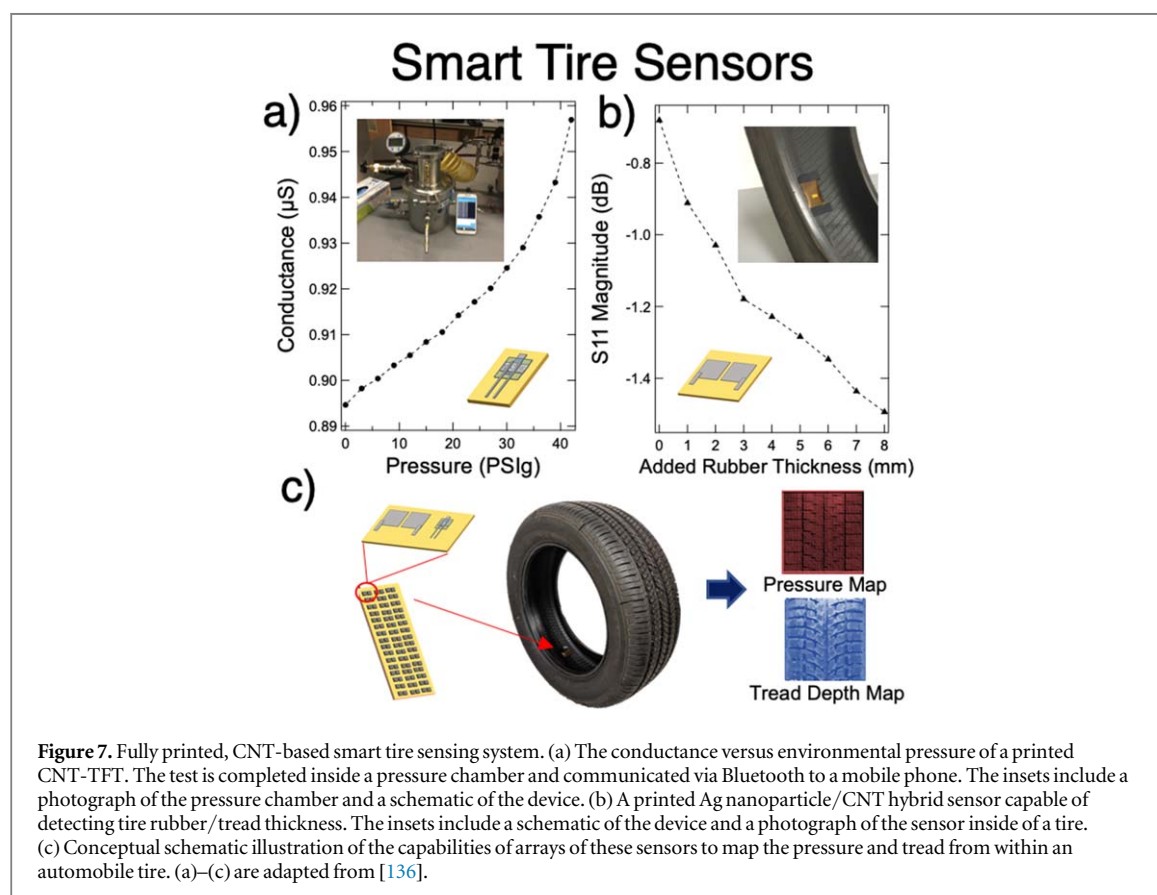 Smart Tire Sensors
a)
0.96
0.95
0.94
0.93
0.92
0.91
0.90
0.89
Conductance (µS)
0
10
20
30
40
Pressure (PSIg)
b)
-0.8
-1.0
-1.2
-1.4
S11 Magnitude (dB)
0
1
2
3
4
5
6
7
8
Added Rubber Thickness (mm)
c)
Pressure Map
Tread Depth Map
Figure 7. Fully printed, CNT-based smart tire sensing system. (a) The conductance versus environmental pressure of a printed
CNT-TFT. The test is completed inside a pressure chamber and communicated via Bluetooth to a mobile phone. The insets include a
photograph of the pressure chamber and a schematic of the device. (b) A printed Ag nanoparticle/CNT hybrid sensor capable of
detecting tire rubber/tread thickness. The insets include a schematic of the device and a photograph of the sensor inside of a tire.
(c) Conceptual schematic illustration of the capabilities of arrays of these sensors to map the pressure and tread from within an
automobile tire. (a)–(c) are adapted from [136].